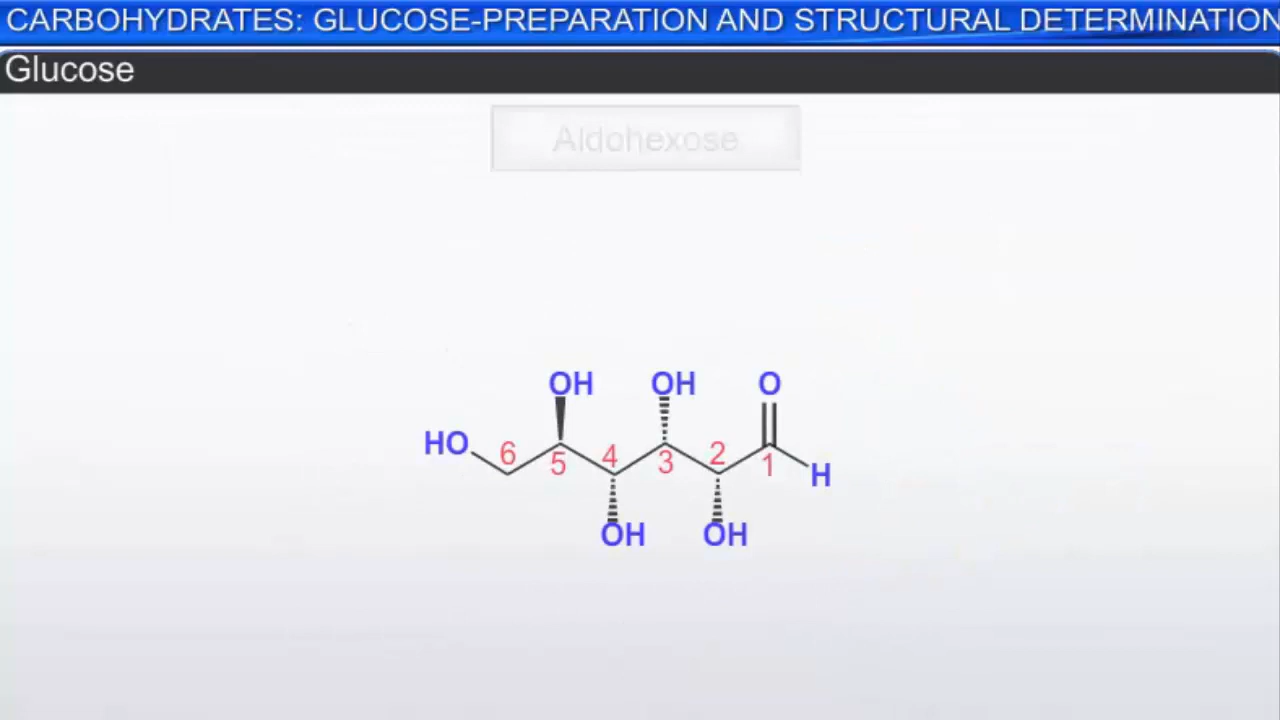 CARBOHYDRATES: GLUCOSE-PREPARATION AND STRUCTURAL DETERMINATION
Glucose
Aldohexose
OH OH O
HO 6 5 4 3 2 1 H
OH OH